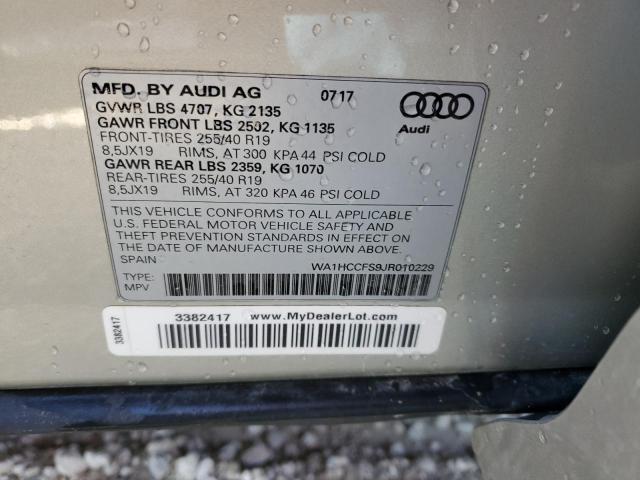 MFD. BY AUDI AG 07 17
GVWR LBS 4707, KG 2135
GAWR FRONT LBS 2502, KG 1135
FRONT-TIRES 255/40 R19
8,5JX19 RIMS, AT 300 KPA 44 PSI COLD
GAWR REAR LBS 2359, KG 1070
REAR-TIRES 255/40 R19
8,5JX19 RIMS, AT 320 KPA 46 PSI COLD
Audi
THIS VEHICLE CONFORMS TO ALL APPLICABLE
U.S. FEDERAL MOTOR VEHICLE SAFETY AND
THEFT PREVENTION STANDARDS IN EFFECT ON
THE DATE OF MANUFACTURE SHOWN ABOVE.
SPAIN WA1HCCFS9JR010229
TYPE:
MPV
3382417
3382417 www.MyDealerLot.com